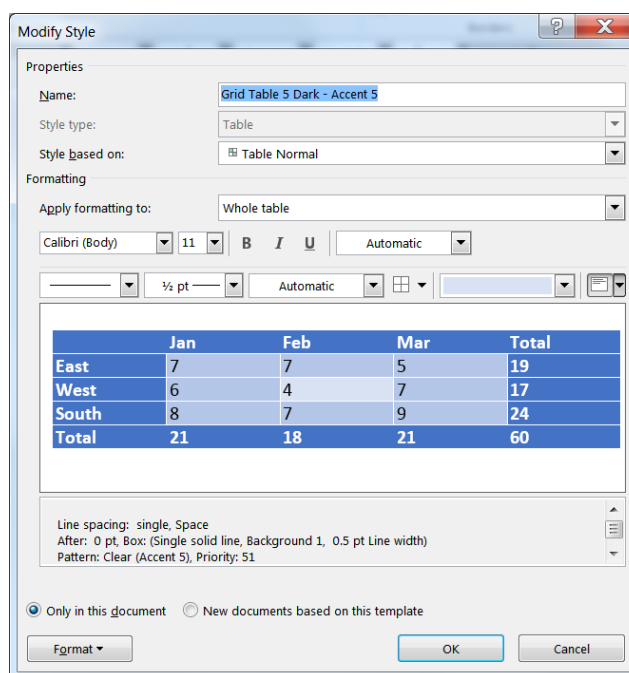 Modify Style
Properties
Name: Grid Table 5 Dark - Accent 5
Style type: Table
Style based on: Table Normal
Formatting
Apply formatting to: Whole table
Calibri (Body) 11 B I U Automatic
½ pt Automatic
Jan Feb Mar Total
East 7 7 5 19
West 6 4 7 17
South 8 7 9 24
Total 21 18 21 60
Line spacing: single, Space
After: 0 pt, Box: (Single solid line, Background 1, 0.5 pt Line width)
Pattern: Clear (Accent 5), Priority: 51
Only in this document New documents based on this template
Format OK Cancel